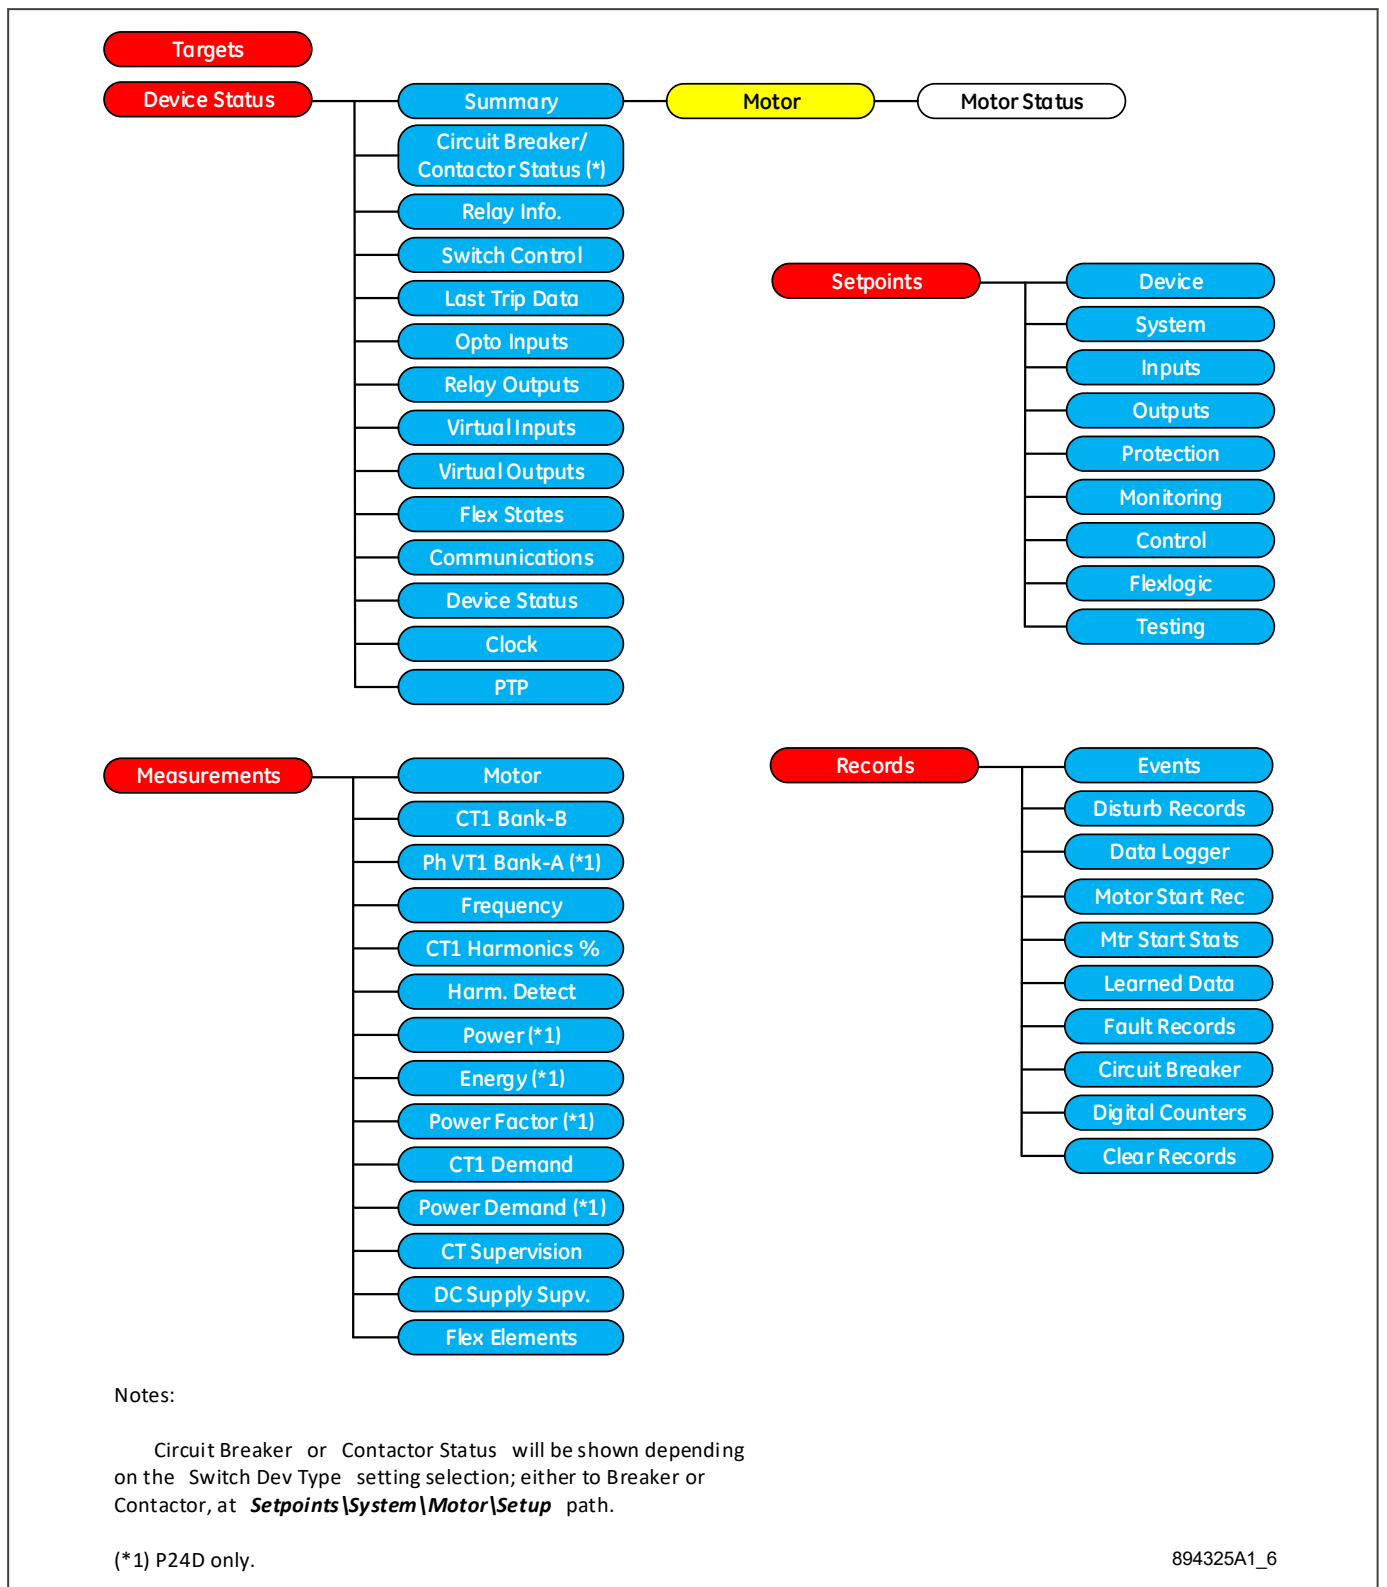 Targets
Device Status
Summary
Motor
Motor Status
Circuit Breaker/
Contactor Status (*)
Relay Info.
Switch Control
Last Trip Data
Opto Inputs
Relay Outputs
Virtual Inputs
Virtual Outputs
Flex States
Communications
Device Status
Clock
PTP
Setpoints
Device
System
Inputs
Outputs
Protection
Monitoring
Control
Flexlogic
Testing
Measurements
Motor
CT1 Bank-B
Ph VT1 Bank-A (*1)
Frequency
CT1 Harmonics %
Harm. Detect
Power (*1)
Energy (*1)
Power Factor (*1)
CT1 Demand
Power Demand (*1)
CT Supervision
DC Supply Supv.
Flex Elements
Records
Events
Disturb Records
Data Logger
Motor Start Rec
Mtr Start Stats
Learned Data
Fault Records
Circuit Breaker
Digital Counters
Clear Records
Notes:
Circuit Breaker or Contactor Status will be shown depending
on the Switch Dev Type setting selection; either to Breaker or
Contactor, at Setpoints\System\Motor\Setup path.
(*1) P24D only.
894325A1_6